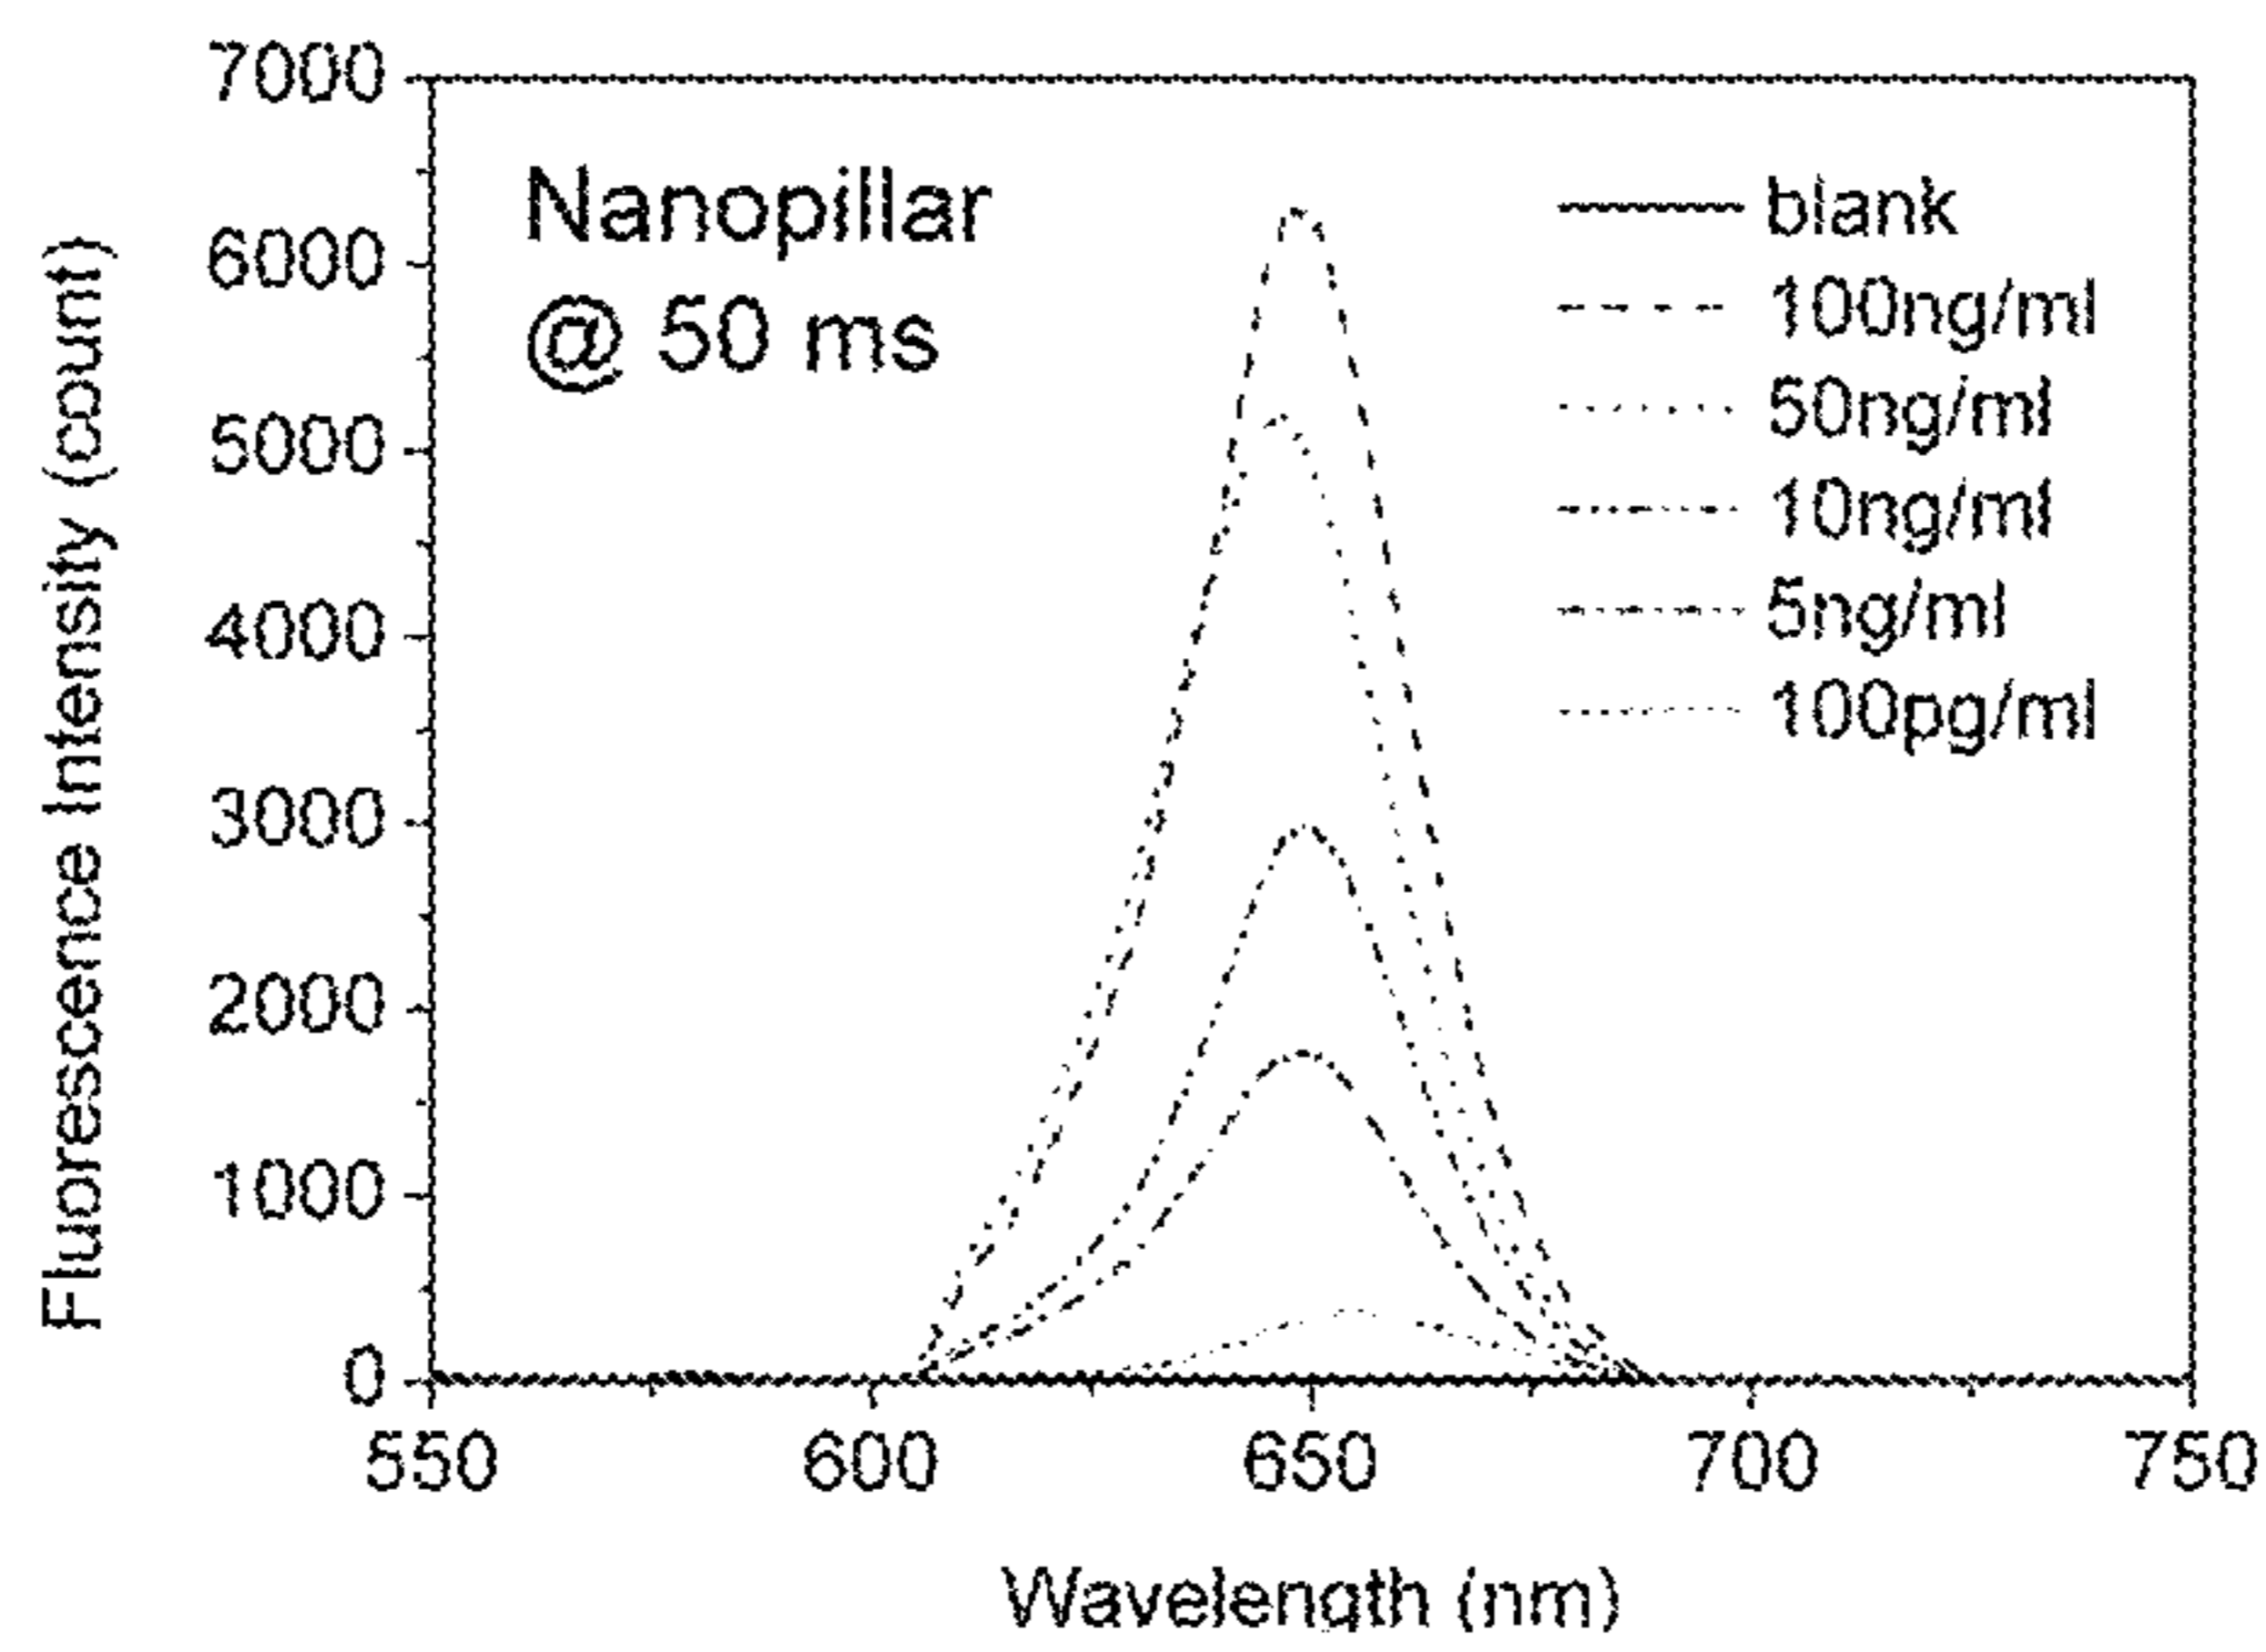 Nanopillar
@ 50 ms
blank
100ng/ml
50ng/ml
10ng/ml
5ng/ml
100pg/ml
Fluorescence Intensity (count)
7000
6000
5000
4000
3000
2000
1000
0
550 600 650 700 750
Wavelength (nm)